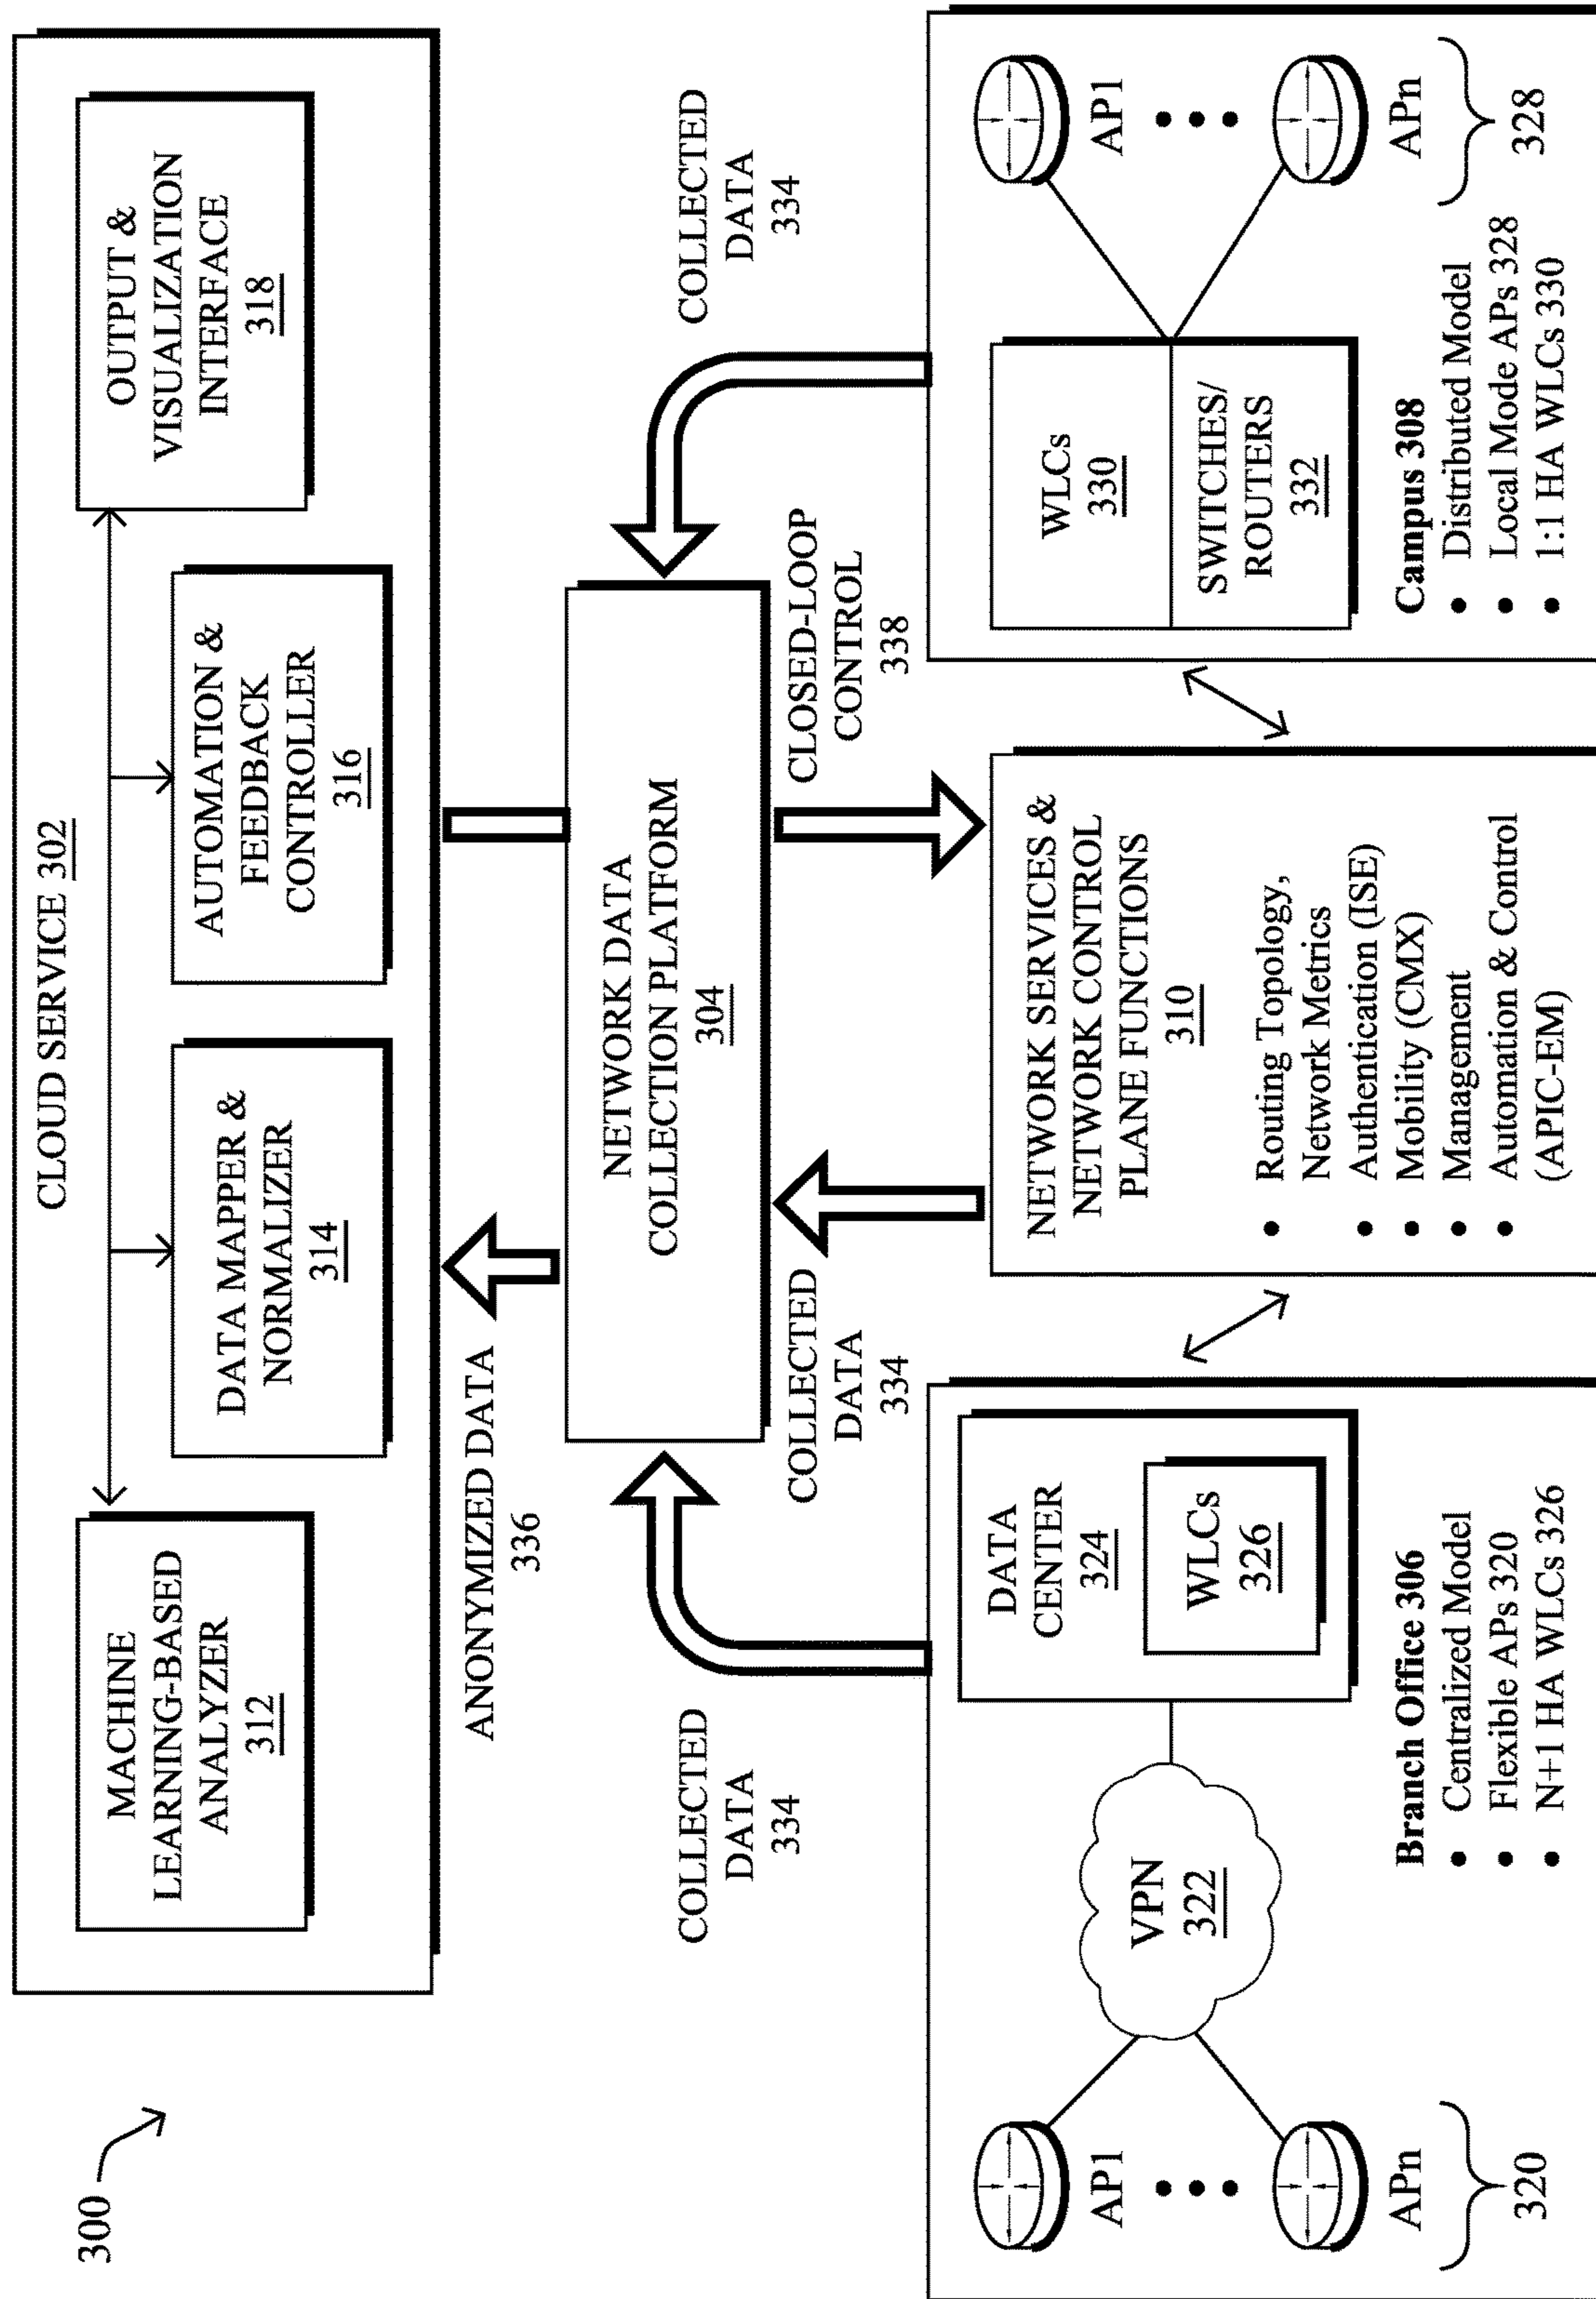 300
CLOUD SERVICE 302
MACHINE
LEARNING-BASED
ANALYZER
312
DATA MAPPER &
NORMALIZER
314
AUTOMATION &
FEEDBACK
CONTROLLER
316
OUTPUT &
VISUALIZATION
INTERFACE
318
ANONYMIZED DATA
336
COLLECTED
DATA
334
NETWORK DATA
COLLECTION PLATFORM
304
COLLECTED
DATA
334
COLLECTED
DATA
334
CLOSED-LOOP
CONTROL
338
AP1
APn
320
VPN
322
DATA
CENTER
324
WLCs
326
Branch Office 306
• Centralized Model
• Flexible APs 320
• N+1 HA WLCs 326
NETWORK SERVICES &
NETWORK CONTROL
PLANE FUNCTIONS
310
• Routing Topology,
Network Metrics
• Authentication (ISE)
• Mobility (CMX)
• Management
• Automation & Control
(APIC-EM)
WLCs
330
SWITCHES/
ROUTERS
332
AP1
APn
328
Campus 308
• Distributed Model
• Local Mode APs 328
• 1:1 HA WLCs 330